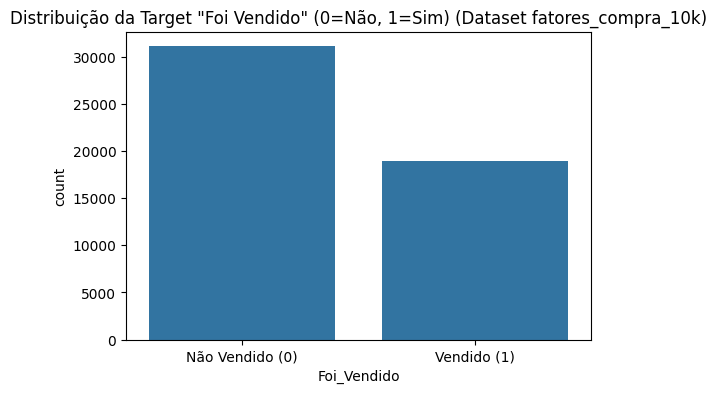 Distribuição da Target "Foi Vendido" (0=Não, 1=Sim) (Dataset fatores_compra_10k)
30000
25000
20000
15000
10000
5000
0
count
Não Vendido (0)
Vendido (1)
Foi_Vendido